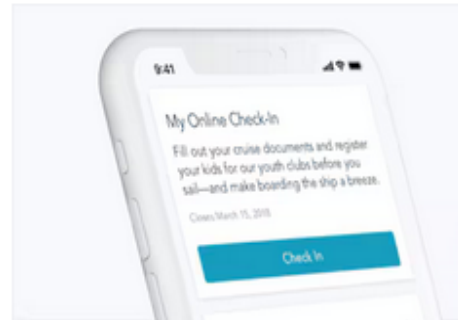 9:41
My Online Check-In
Fill out your cruise documents and register
your kids for our youth clubs before you
sail—and make boarding the ship a breeze.
Closes March 15, 2018
Check In